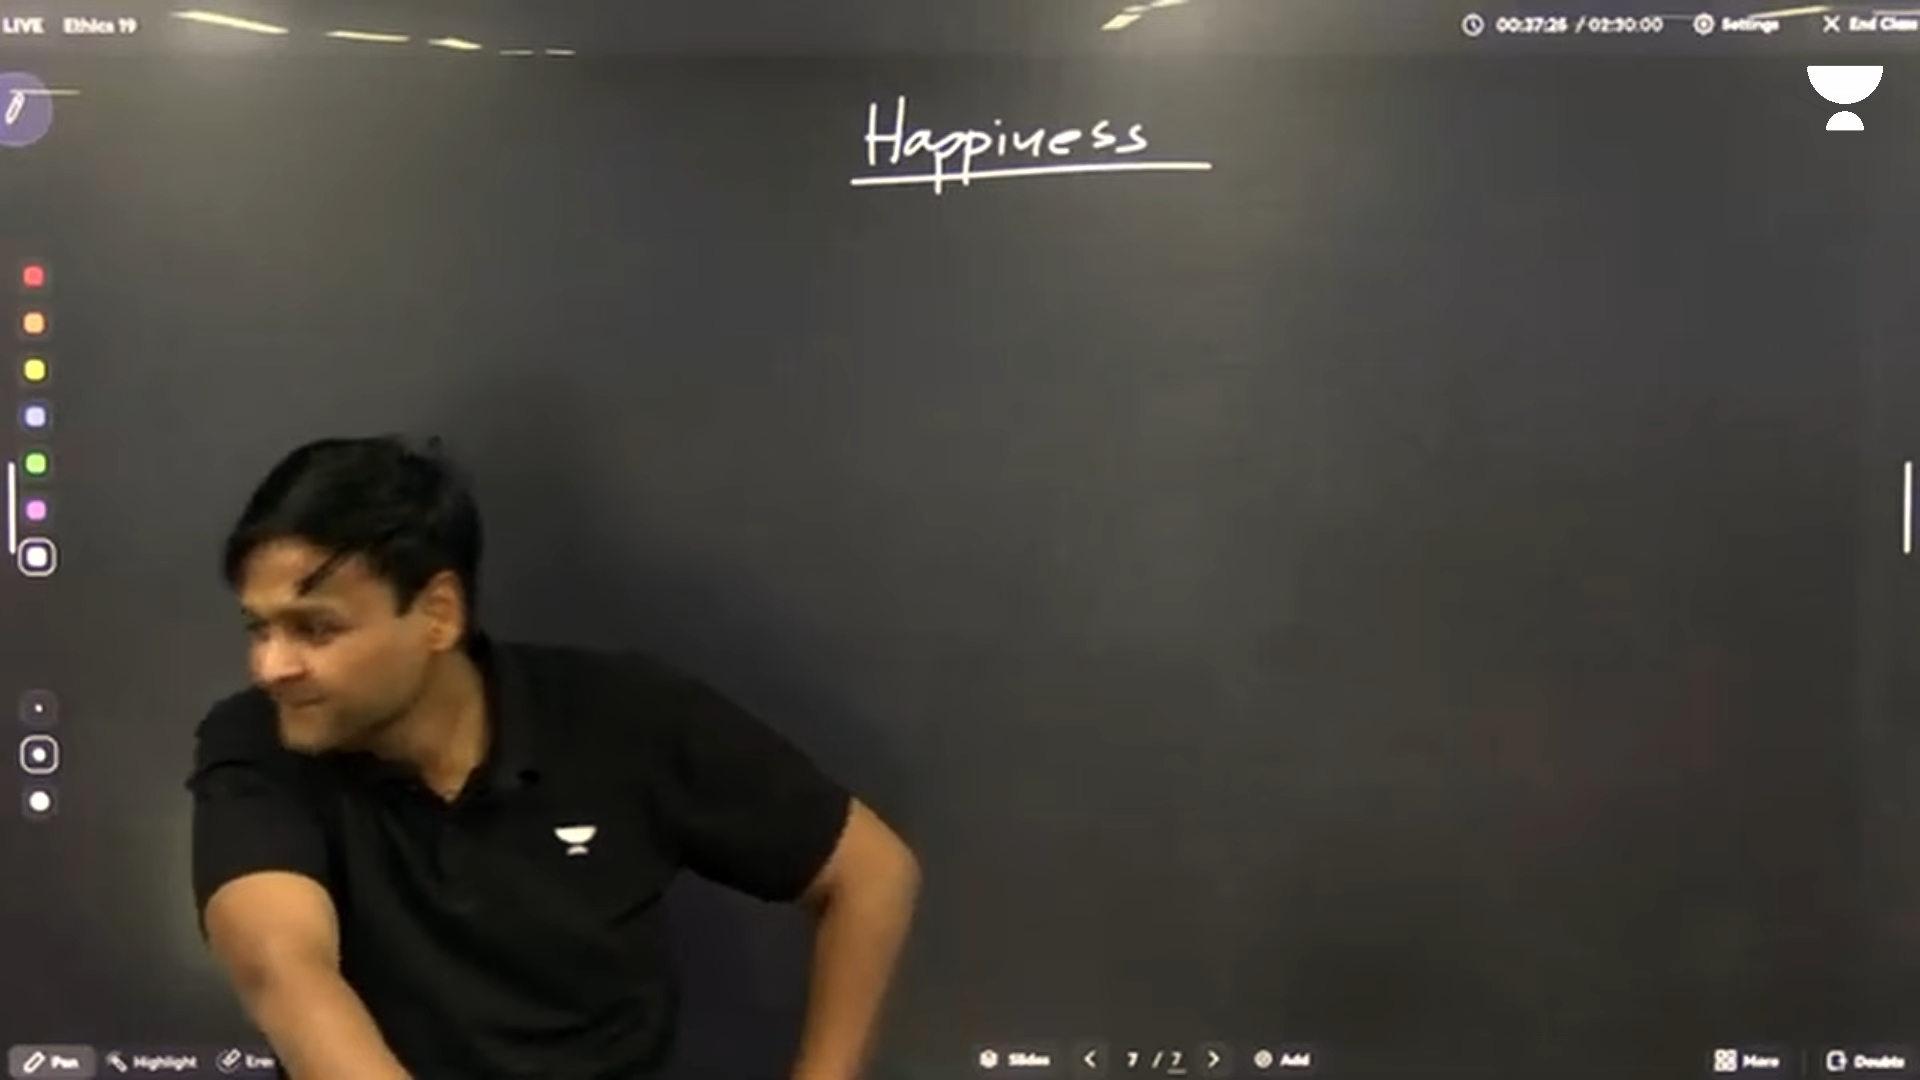 LIVE Ethics 19
00:37:26 / 02:30:00 Settings End Class
Happiness
Pen Highlight
Slides 7 / 7 Add
More Doubts